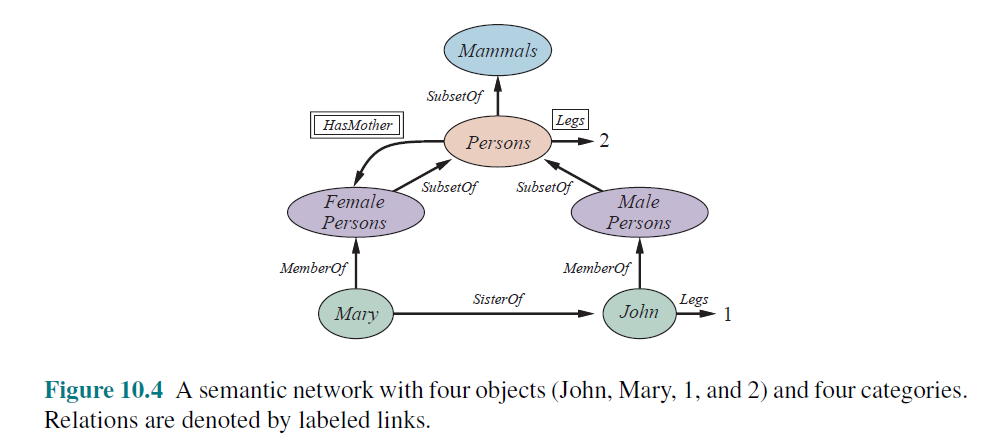 Mammals
SubsetOf
HasMother
Legs
Persons
2
SubsetOf
SubsetOf
Female
Persons
Male
Persons
MemberOf
MemberOf
Mary
SisterOf
John
Legs
1
Figure 10.4 A semantic network with four objects (John, Mary, 1, and 2) and four categories.
Relations are denoted by labeled links.